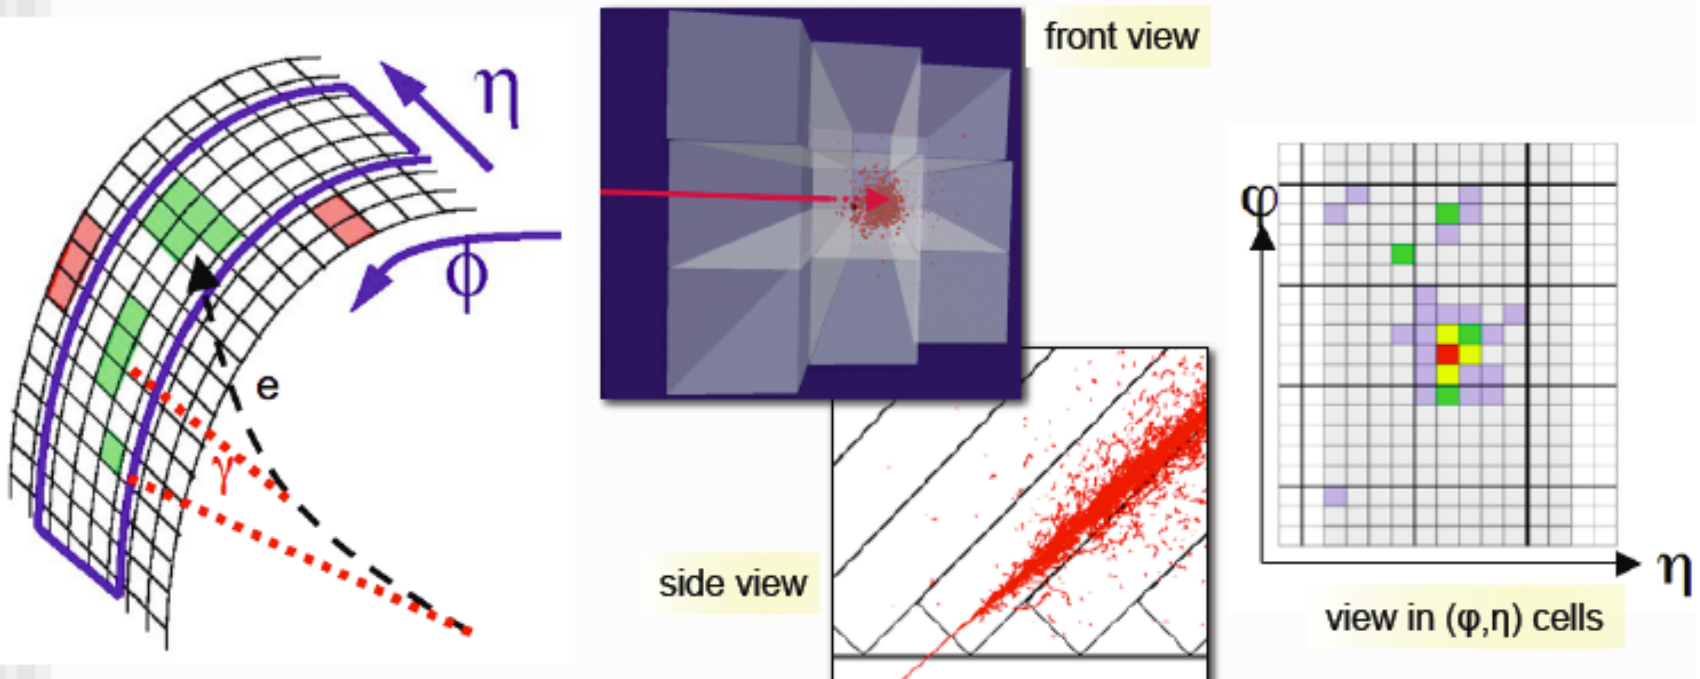 η
ϕ
e
γ
front view
side view
φ
η
view in (φ,η) cells